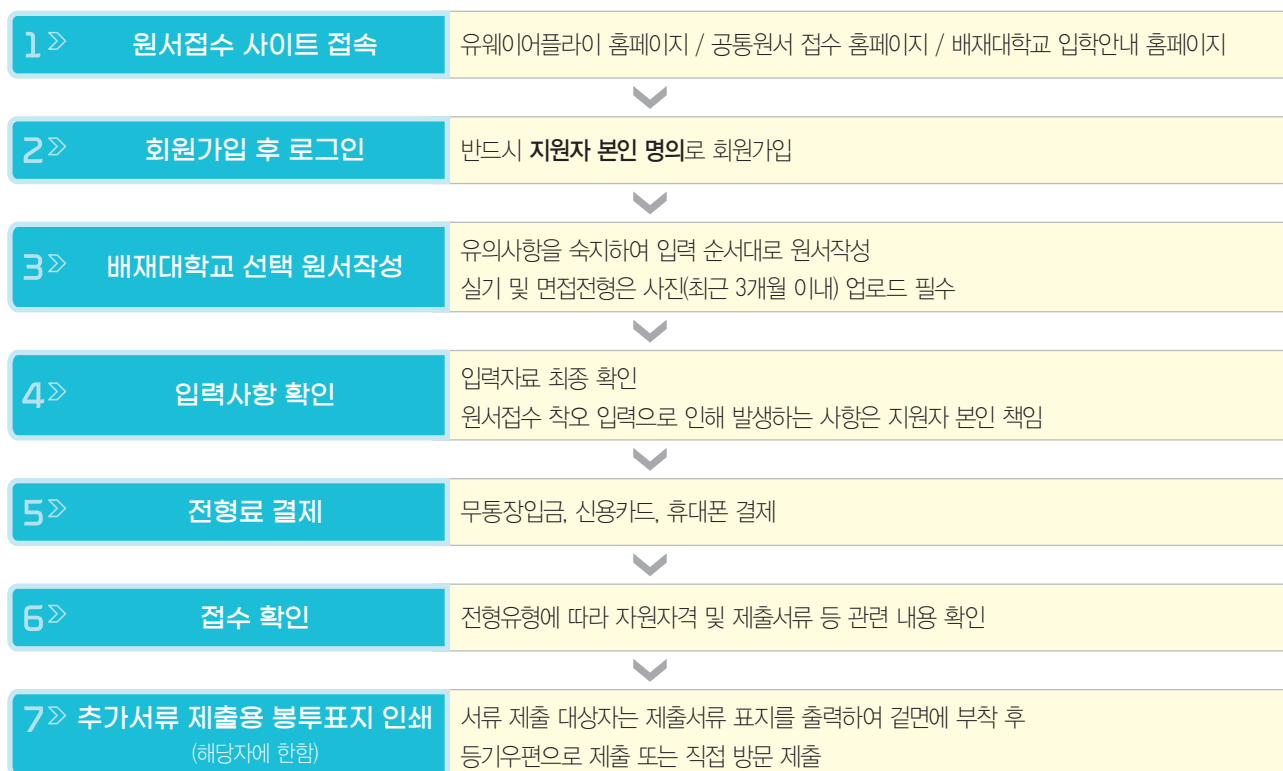 1 원서접수 사이트 접속
유웨이어플라이 홈페이지 / 공통원서 접수 홈페이지 / 배재대학교 입학안내 홈페이지
2 회원가입 후 로그인
반드시 지원자 본인 명의로 회원가입
3 배재대학교 선택 원서작성
유의사항을 숙지하여 입력 순서대로 원서작성
실기 및 면접전형은 사진(최근 3개월 이내) 업로드 필수
4 입력사항 확인
입력자료 최종 확인
원서접수 착오 입력으로 인해 발생하는 사항은 지원자 본인 책임
5 전형료 결제
무통장입금, 신용카드, 휴대폰 결제
6 접수 확인
전형유형에 따라 자원자격 및 제출서류 등 관련 내용 확인
7 추가서류 제출용 봉투표지 인쇄
(해당자에 한함)
서류 제출 대상자는 제출서류 표지를 출력하여 겉면에 부착 후
등기우편으로 제출 또는 직접 방문 제출